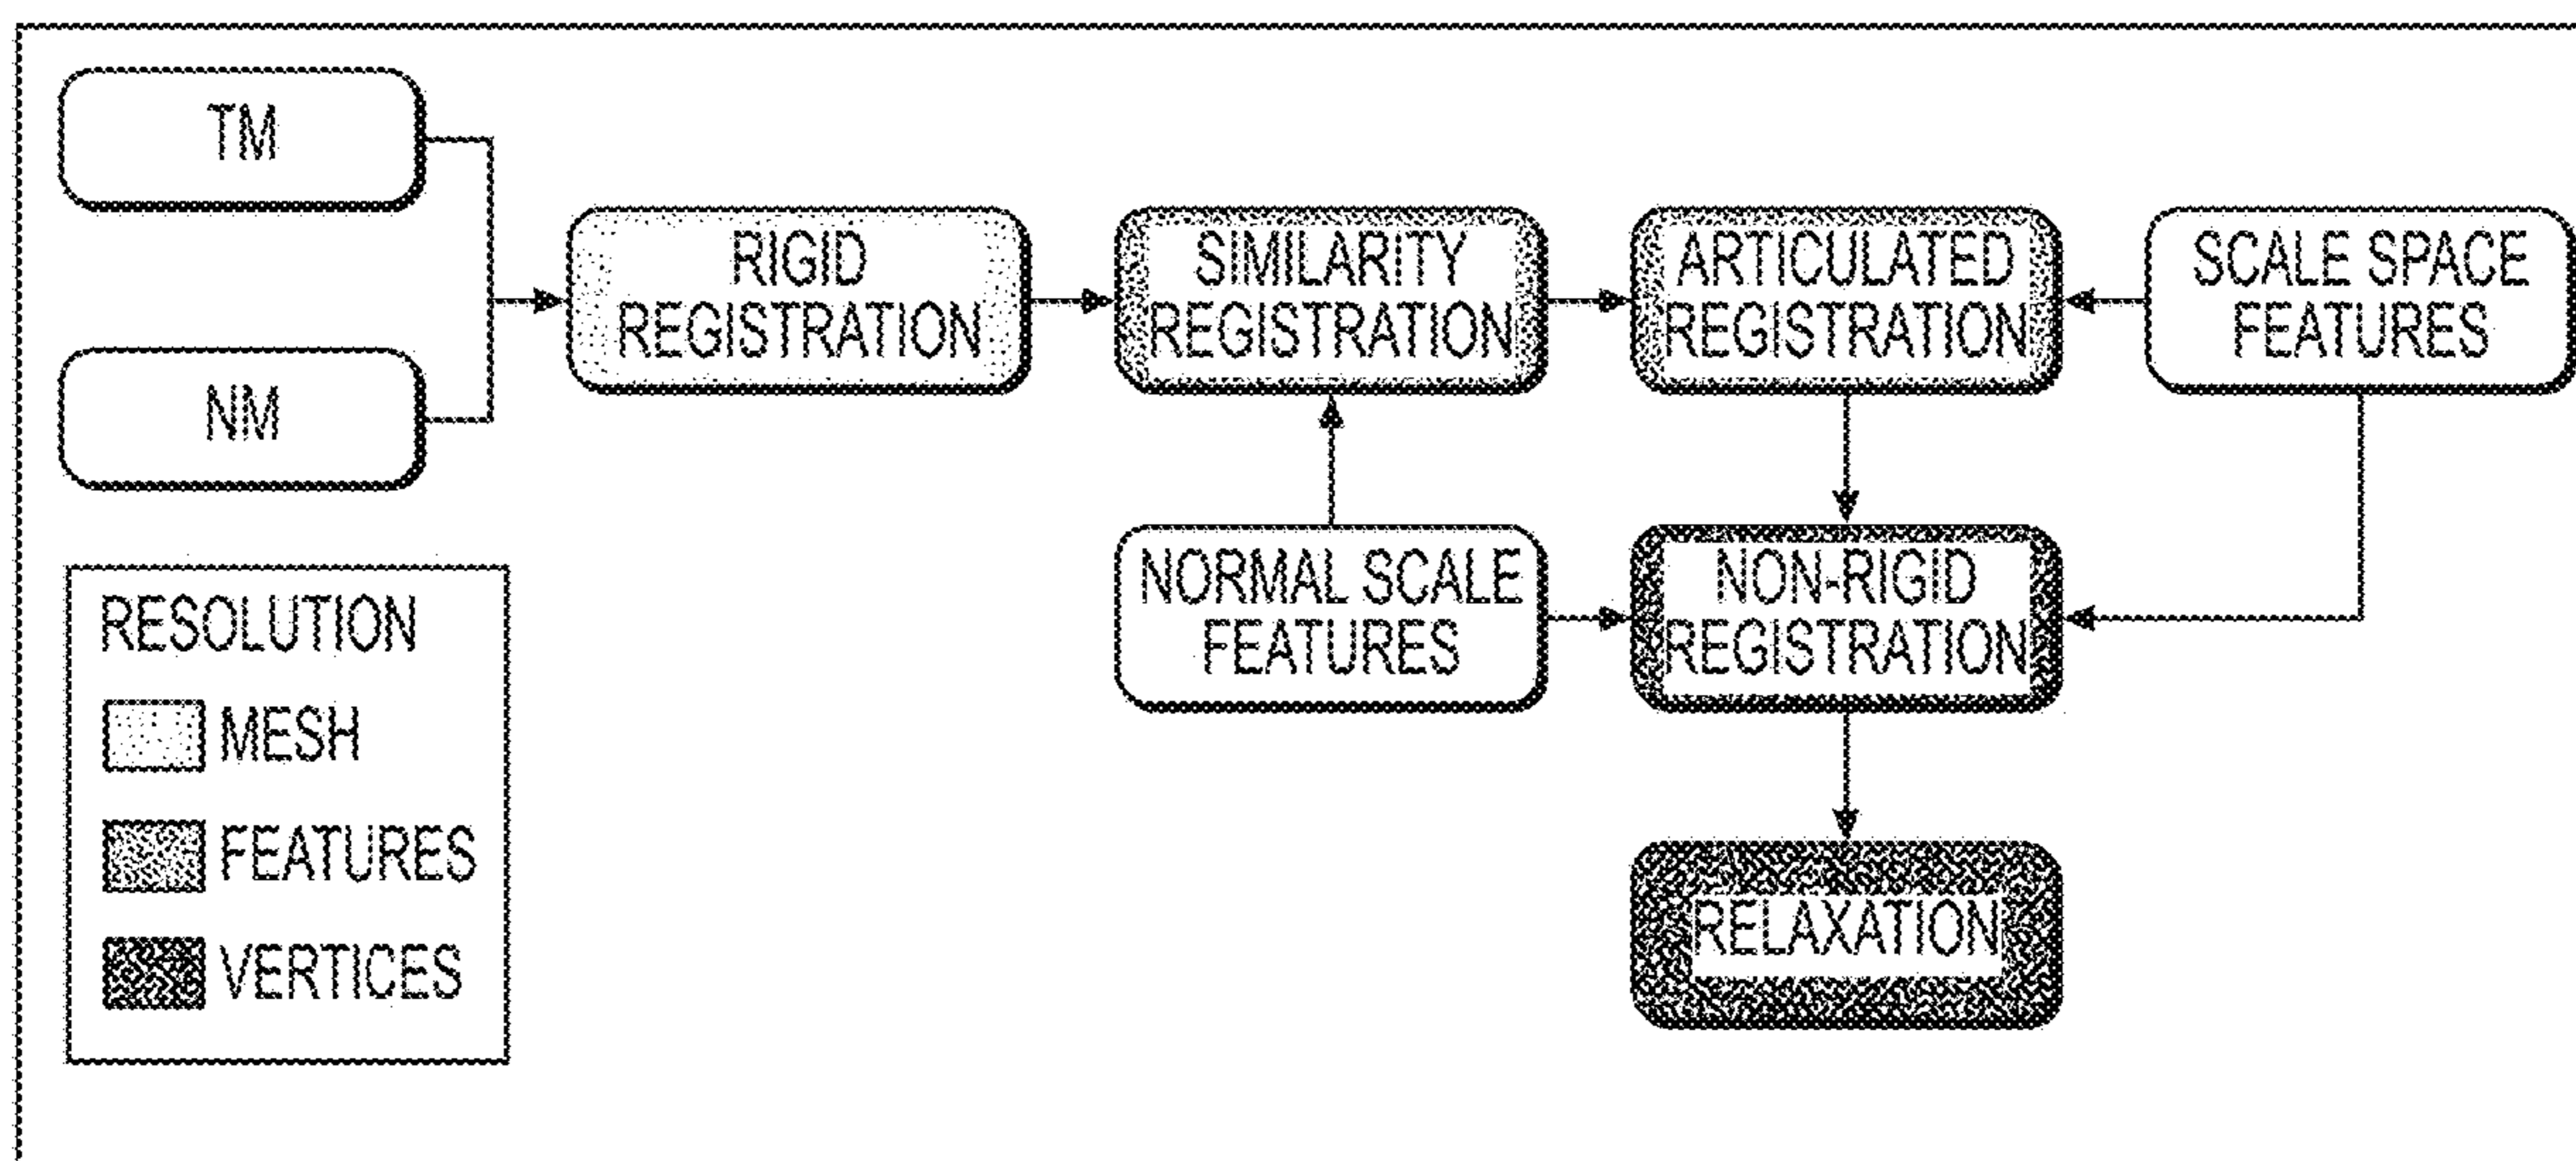 TM
NM
RIGID
REGISTRATION
SIMILARITY
REGISTRATION
ARTICULATED
REGISTRATION
SCALE SPACE
FEATURES
NORMAL SCALE
FEATURES
NON-RIGID
REGISTRATION
RELAXATION
RESOLUTION
MESH
FEATURES
VERTICES